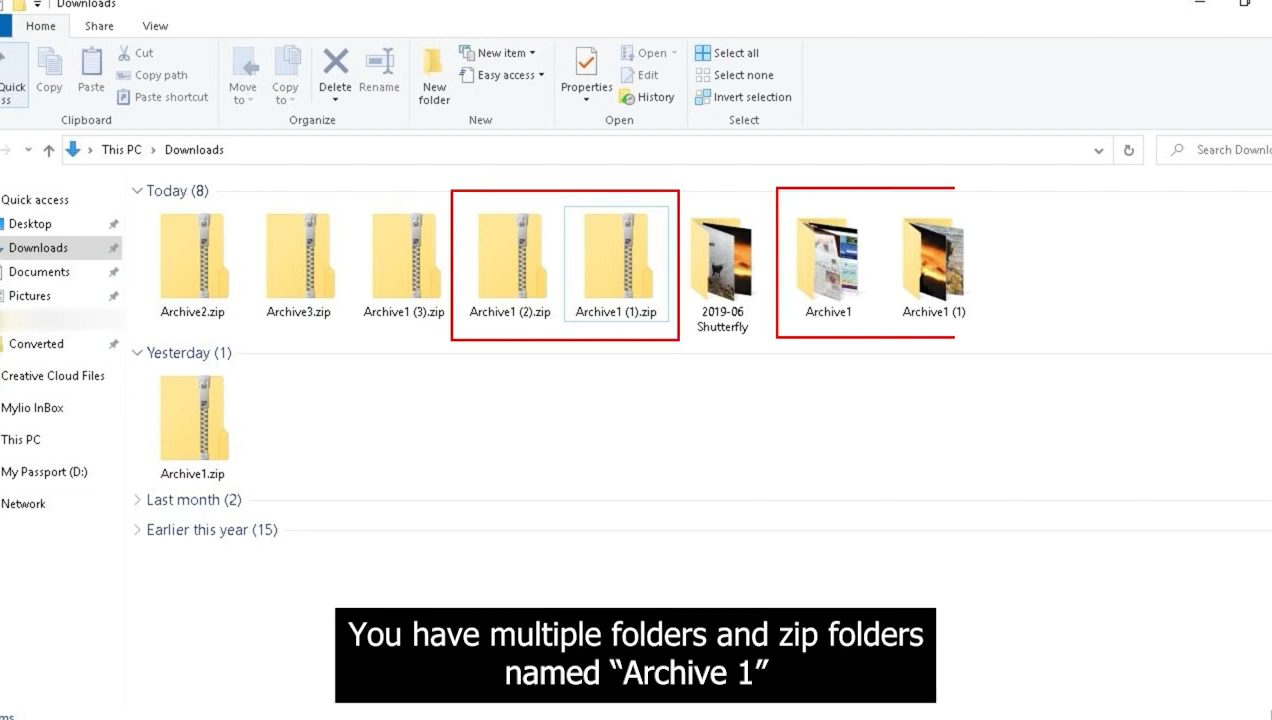 Downloads
Home Share View
Cut
Copy path
Paste shortcut
Quick
ss
Copy
Paste
Clipboard
Move
to
Copy
to
Delete
Rename
Organize
New
folder
New item
Easy access
New
Properties
Open
Edit
History
Open
Select all
Select none
Invert selection
Select
This PC > Downloads
Search Downlo
Quick access
Desktop
Downloads
Documents
Pictures
Converted
Creative Cloud Files
Mylio InBox
This PC
My Passport (D:)
Network
Today (8)
Archive2.zip
Archive3.zip
Archive1 (3).zip
Archive1 (2).zip
Archive1 (1).zip
2019-06
Shutterfly
Archive1
Archive1 (1)
Yesterday (1)
Archive1.zip
Last month (2)
Earlier this year (15)
You have multiple folders and zip folders
named “Archive 1”